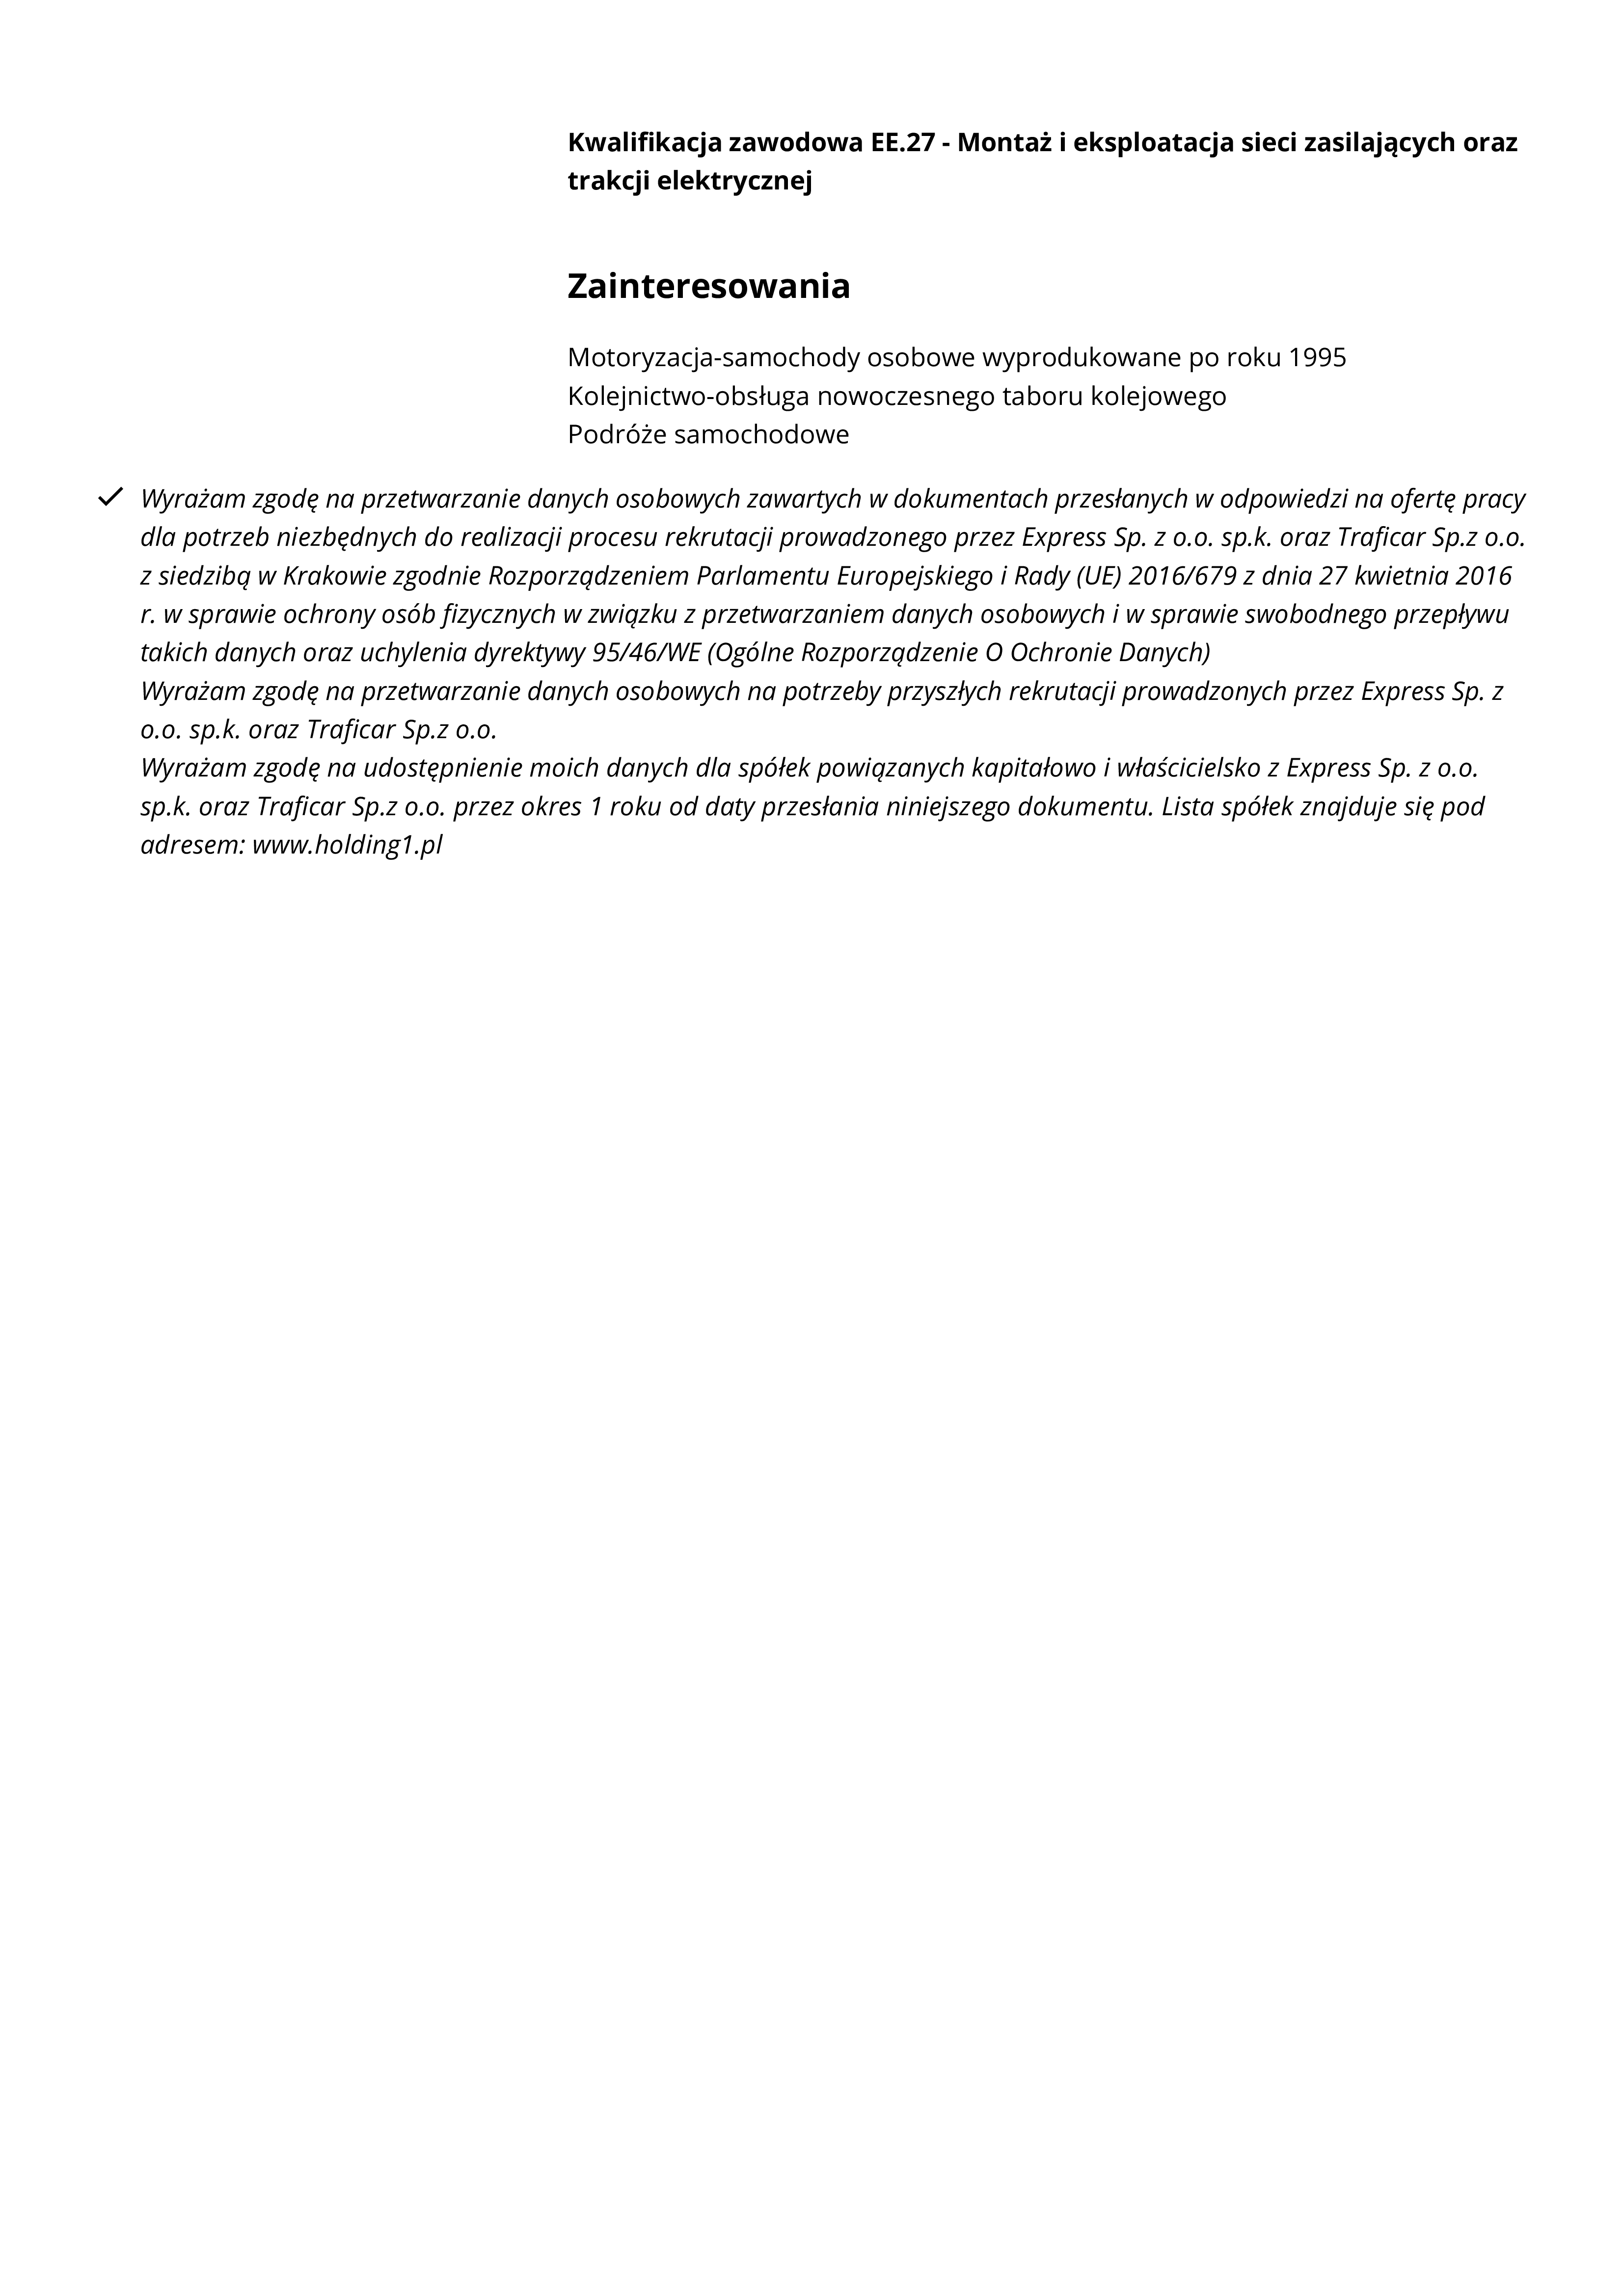 Kwalifikacja zawodowa EE.27 - Montaż i eksploatacja sieci zasilających oraz
trakcji elektrycznej
Zainteresowania
Motoryzacja-samochody osobowe wyprodukowane po roku 1995
Kolejnictwo-obsługa nowoczesnego taboru kolejowego
Podróże samochodowe
Wyrażam zgodę na przetwarzanie danych osobowych zawartych w dokumentach przesłanych w odpowiedzi na ofertę pracy
dla potrzeb niezbędnych do realizacji procesu rekrutacji prowadzonego przez Express Sp. z o.o. sp.k. oraz Traficar Sp.z o.o.
z siedzibą w Krakowie zgodnie Rozporządzeniem Parlamentu Europejskiego i Rady (UE) 2016/679 z dnia 27 kwietnia 2016
r. w sprawie ochrony osób fizycznych w związku z przetwarzaniem danych osobowych i w sprawie swobodnego przepływu
takich danych oraz uchylenia dyrektywy 95/46/WE (Ogólne Rozporządzenie O Ochronie Danych)
Wyrażam zgodę na przetwarzanie danych osobowych na potrzeby przyszłych rekrutacji prowadzonych przez Express Sp. z
o.o. sp.k. oraz Traficar Sp.z o.o.
Wyrażam zgodę na udostępnienie moich danych dla spółek powiązanych kapitałowo i właścicielsko z Express Sp. z o.o.
sp.k. oraz Traficar Sp.z o.o. przez okres 1 roku od daty przesłania niniejszego dokumentu. Lista spółek znajduje się pod
adresem: www.holding1.pl